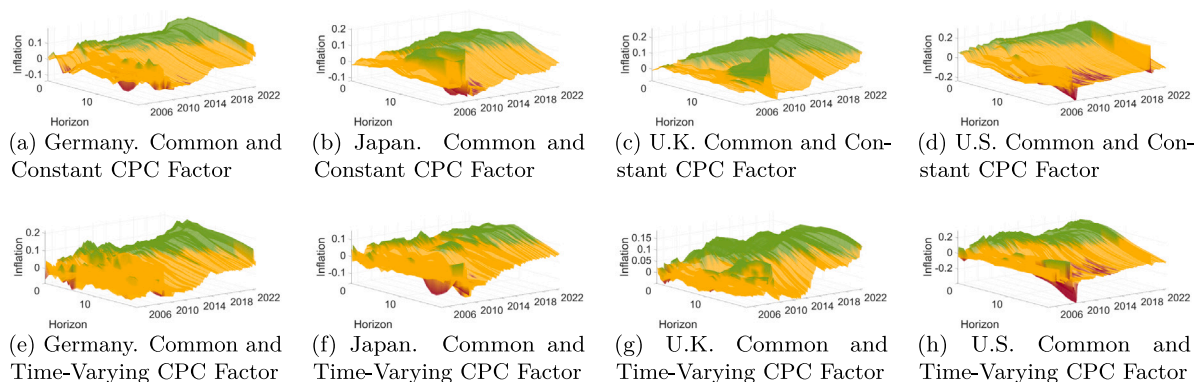 Inflation
0.1
0
-0.1
0
10
Horizon
2006 2010 2014 2018 2022
(a) Germany. Common and
Constant CPC Factor
Inflation
0.1
0
-0.1
0
10
Horizon
2006 2010 2014 2018 2022
(b) Japan. Common and
Constant CPC Factor
Inflation
0.2
0.1
0
0
10
Horizon
2006 2010 2014 2018 2022
(c) U.K. Common and Con-
stant CPC Factor
Inflation
0.2
0
-0.2
0
10
Horizon
2006 2010 2014 2018 2022
(d) U.S. Common and Con-
stant CPC Factor
Inflation
0.2
0.1
0
0
10
Horizon
2006 2010 2014 2018 2022
(e) Germany. Common and
Time-Varying CPC Factor
Inflation
0.1
0
-0.1
0
10
Horizon
2006 2010 2014 2018 2022
(f) Japan. Common and
Time-Varying CPC Factor
Inflation
0.15
0.1
0.05
0
10
Horizon
2006 2010 2014 2018 2022
(g) U.K. Common and
Time-Varying CPC Factor
Inflation
0.2
0
-0.2
0
10
Horizon
2006 2010 2014 2018 2022
(h) U.S. Common and
Time-Varying CPC Factor